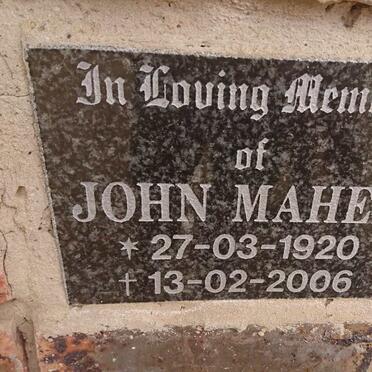 In Loving Mem
of
JOHN MAHE
* 27-03-1920
† 13-02-2006